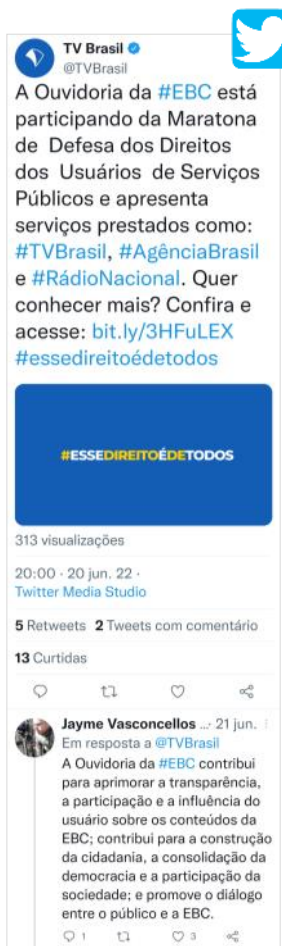 TV Brasil
@TVBrasil
A Ouvidoria da #EBC está
participando da Maratona
de Defesa dos Direitos
dos Usuários de Serviços
Públicos e apresenta
serviços prestados como:
#TVBrasil, #AgênciaBrasil
e #RádioNacional. Quer
conhecer mais? Confira e
acesse: bit.ly/3HFuLEX
#essedireitoédetodos
#ESSEDIREITOÉDETODOS
313 visualizações
20:00 · 20 jun. 22 ·
Twitter Media Studio
5 Retweets 2 Tweets com comentário
13 Curtidas
Jayme Vasconcellos ...· 21 jun.
Em resposta a @TVBrasil
A Ouvidoria da #EBC contribui
para aprimorar a transparência,
a participação e a influência do
usuário sobre os conteúdos da
EBC; contribui para a construção
da cidadania, a consolidação da
democracia e a participação da
sociedade; e promove o diálogo
entre o público e a EBC.
1 3